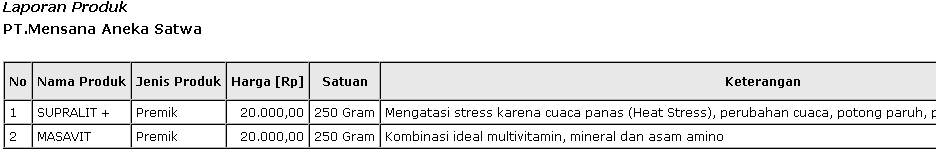 Laporan Produk
PT.Mensana Aneka Satwa
No Nama Produk Jenis Produk Harga [Rp] Satuan Keterangan
1 SUPRALIT + Premik 20.000,00 250 Gram Mengatasi stress karena cuaca panas (Heat Stress), perubahan cuaca, potong paruh,
2 MASAVIT Premik 20.000,00 250 Gram Kombinasi ideal multivitamin, mineral dan asam amino